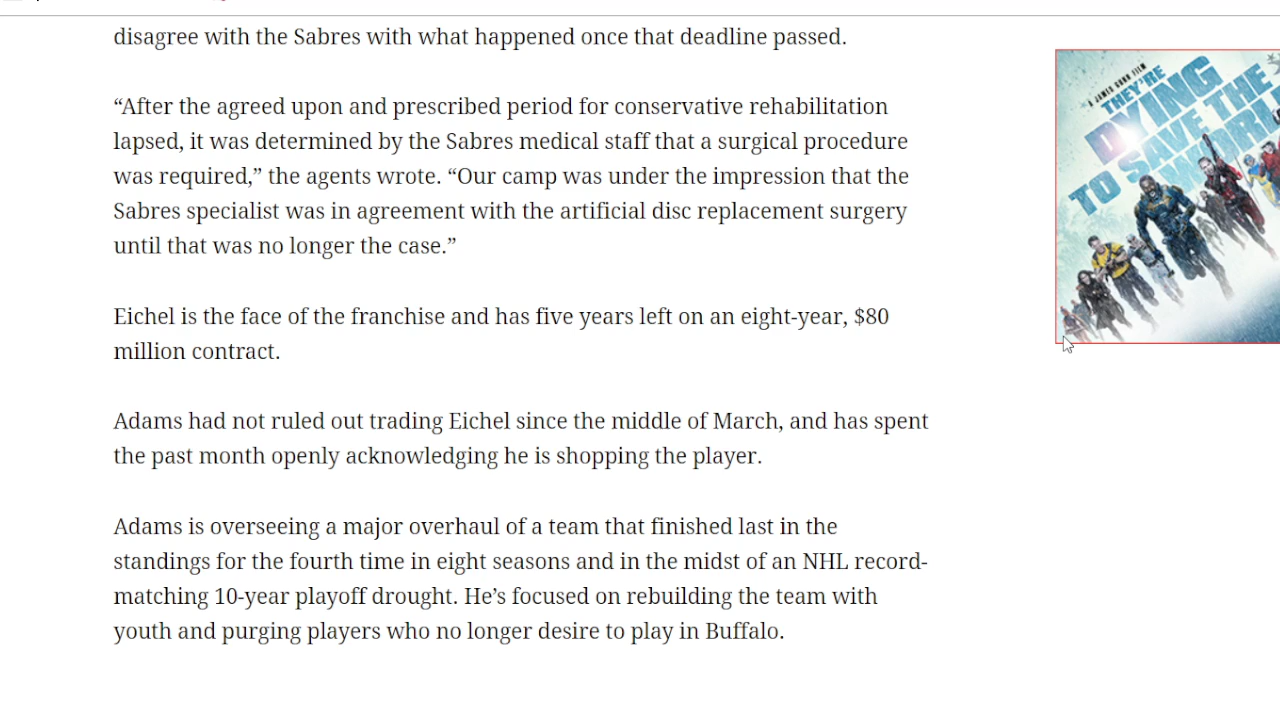 disagree with the Sabres with what happened once that deadline passed.
“After the agreed upon and prescribed period for conservative rehabilitation
lapsed, it was determined by the Sabres medical staff that a surgical procedure
was required,” the agents wrote. “Our camp was under the impression that the
Sabres specialist was in agreement with the artificial disc replacement surgery
until that was no longer the case.”
Eichel is the face of the franchise and has five years left on an eight-year, $80
million contract.
Adams had not ruled out trading Eichel since the middle of March, and has spent
the past month openly acknowledging he is shopping the player.
Adams is overseeing a major overhaul of a team that finished last in the
standings for the fourth time in eight seasons and in the midst of an NHL record-
matching 10-year playoff drought. He’s focused on rebuilding the team with
youth and purging players who no longer desire to play in Buffalo.
A JAMES GUNN FILM
THEY'RE
DYING
TO SAVE THE
WORLD